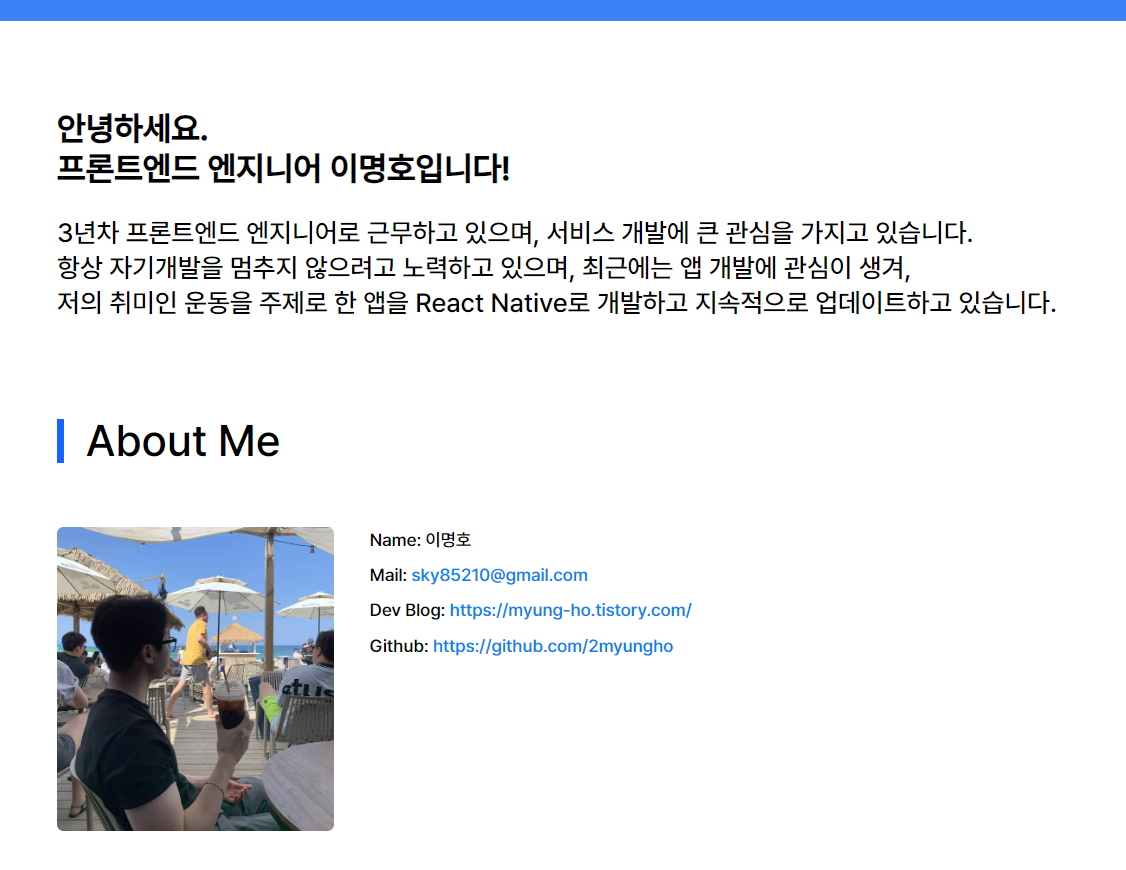 안녕하세요.
프론트엔드 엔지니어 이명호입니다!
3년차 프론트엔드 엔지니어로 근무하고 있으며, 서비스 개발에 큰 관심을 가지고 있습니다.
항상 자기개발을 멈추지 않으려고 노력하고 있으며, 최근에는 앱 개발에 관심이 생겨,
저의 취미인 운동을 주제로 한 앱을 React Native로 개발하고 지속적으로 업데이트하고 있습니다.
About Me
Name: 이명호
Mail: sky85210@gmail.com
Dev Blog: https://myung-ho.tistory.com/
Github: https://github.com/2myungho